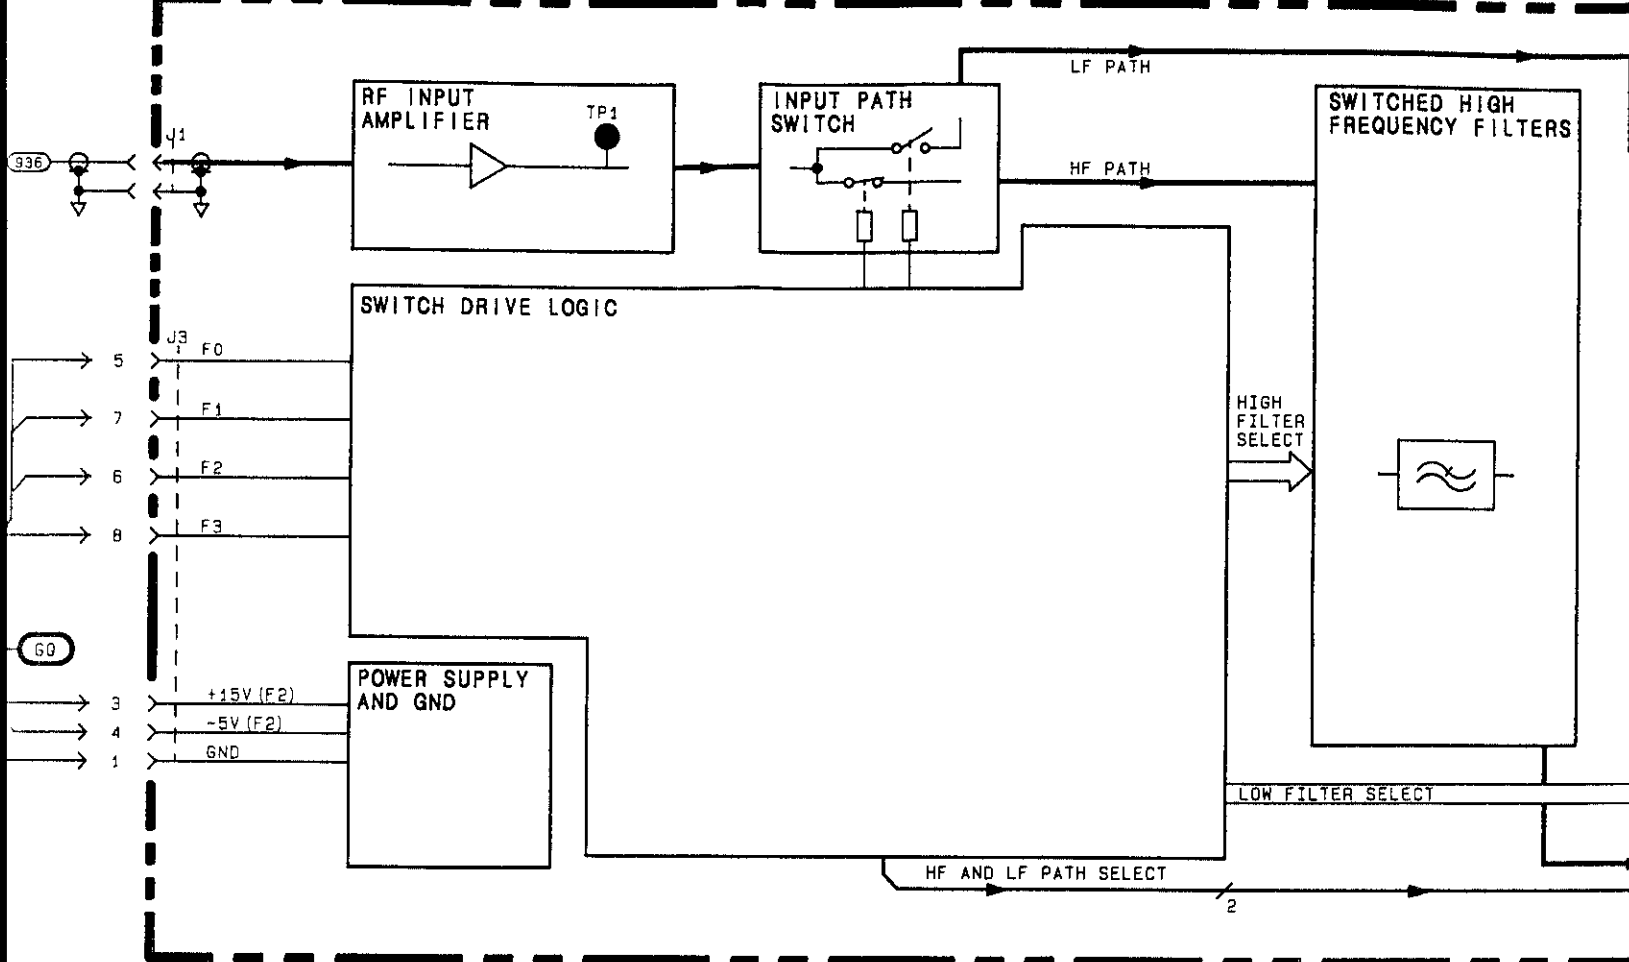 LF PATH
RF INPUT
AMPLIFIER
TP1
INPUT PATH
SWITCH
SWITCHED HIGH
FREQUENCY FILTERS
J1
936
HF PATH
SWITCH DRIVE LOGIC
J3
5 F0
7 F1
6 F2
8 F3
HIGH
FILTER
SELECT
GQ
POWER SUPPLY
AND GND
3 +15V (F2)
4 -5V (F2)
1 GND
LOW FILTER SELECT
HF AND LF PATH SELECT
2